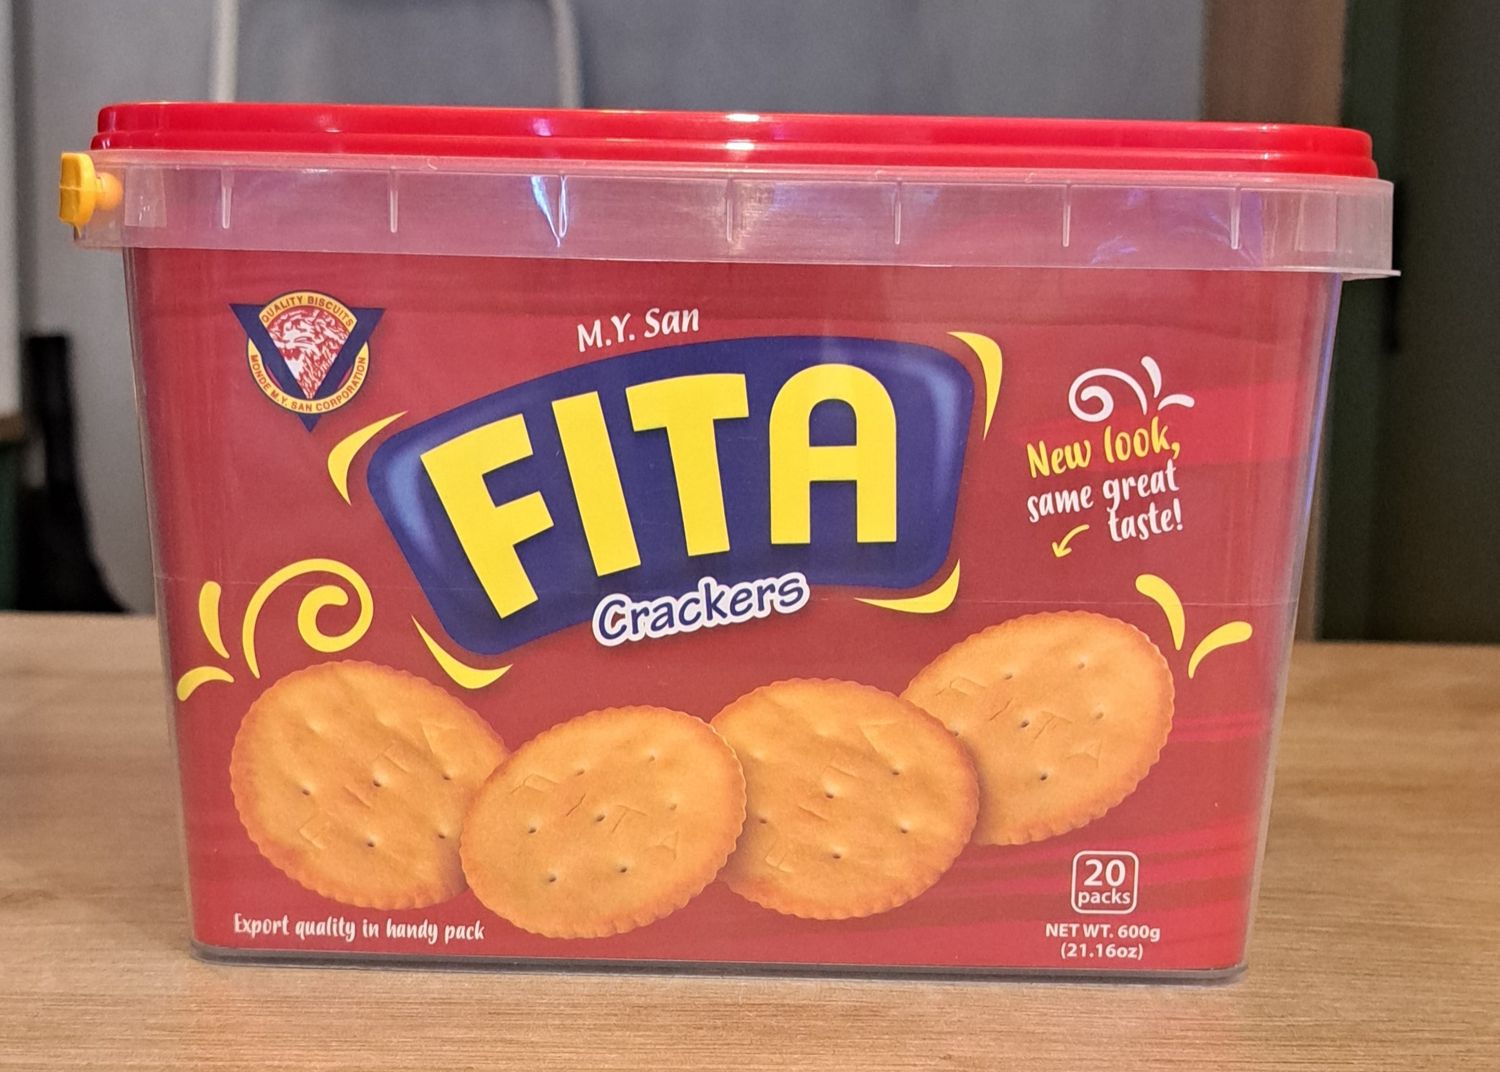 QUALITY BISCUITS
MONDE M.Y. SAN CORPORATION
M.Y. San
FITA
Crackers
New look,
same great
taste!
20
packs
NET WT. 600g
(21.16oz)
Export quality in handy pack